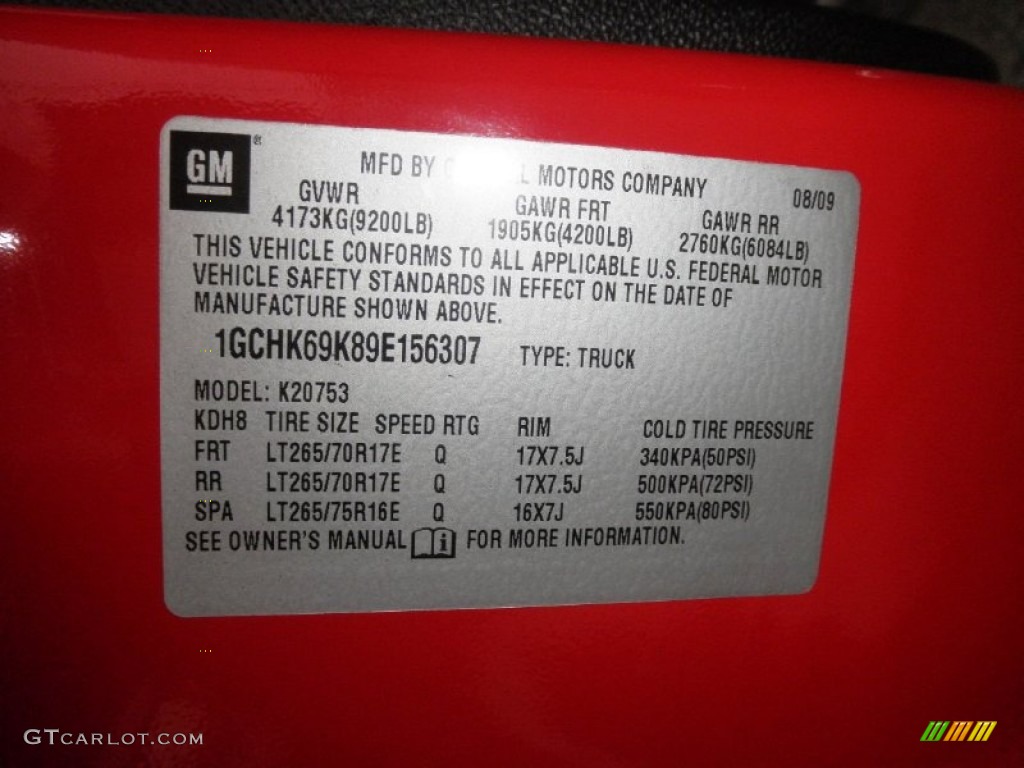 GM ®
MFD BY L MOTORS COMPANY
08/09
GVWR GAWR FRT GAWR RR
4173KG(9200LB) 1905KG(4200LB) 2760KG(6084LB)
THIS VEHICLE CONFORMS TO ALL APPLICABLE U.S. FEDERAL MOTOR
VEHICLE SAFETY STANDARDS IN EFFECT ON THE DATE OF
MANUFACTURE SHOWN ABOVE.
1GCHK69K89E156307 TYPE: TRUCK
MODEL: K20753
KDH8 TIRE SIZE SPEED RTG RIM COLD TIRE PRESSURE
FRT LT265/70R17E Q 17X7.5J 340KPA(50PSI)
RR LT265/70R17E Q 17X7.5J 500KPA(72PSI)
SPA LT265/75R16E Q 16X7J 550KPA(80PSI)
SEE OWNER'S MANUAL i FOR MORE INFORMATION.
GTCARLOT.COM